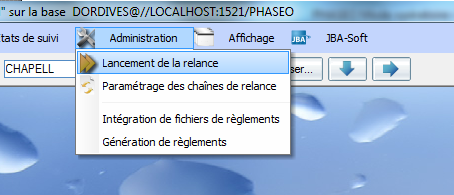 " sur la base DORDIVES@//LOCALHOST:1521/PHASEO
tats de suivi Administration Affichage JBA JBA-Soft
CHAPELL ser...
Lancement de la relance
Paramétrage des chaînes de relance
Intégration de fichiers de règlements
Génération de règlements